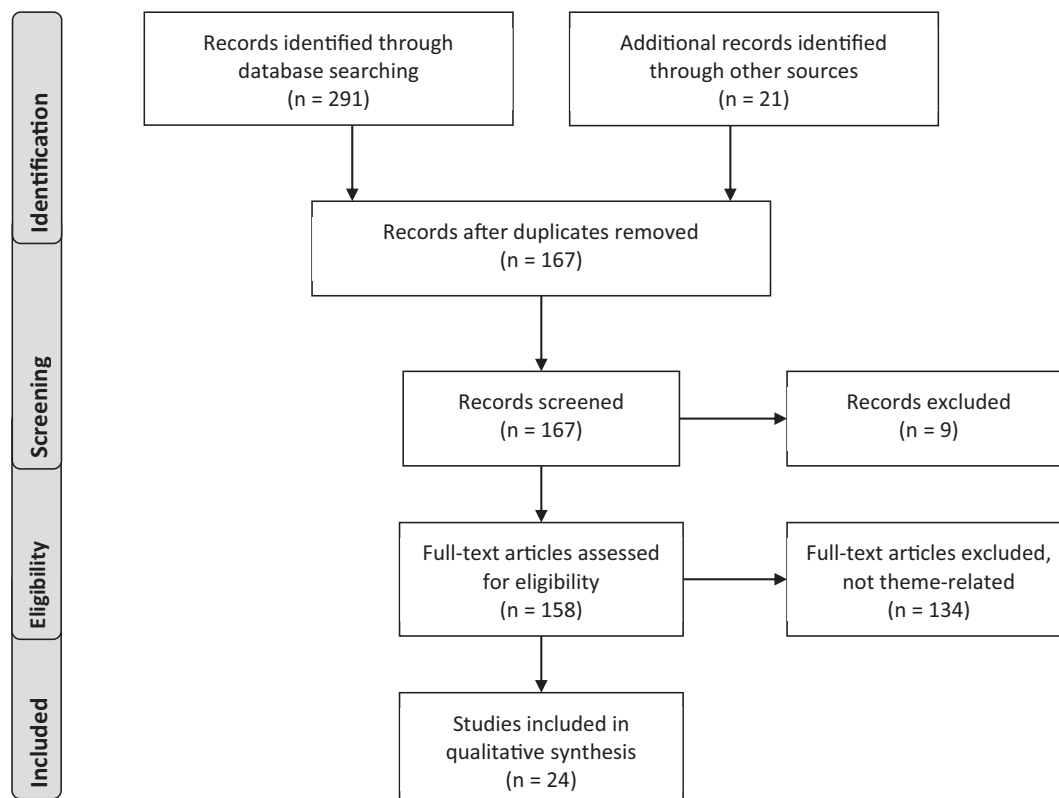 Identification
Records identified through
database searching
(n = 291)
Additional records identified
through other sources
(n = 21)
Records after duplicates removed
(n = 167)
Screening
Records screened
(n = 167)
Records excluded
(n = 9)
Eligibility
Full-text articles assessed
for eligibility
(n = 158)
Full-text articles excluded,
not theme-related
(n = 134)
Included
Studies included in
qualitative synthesis
(n = 24)